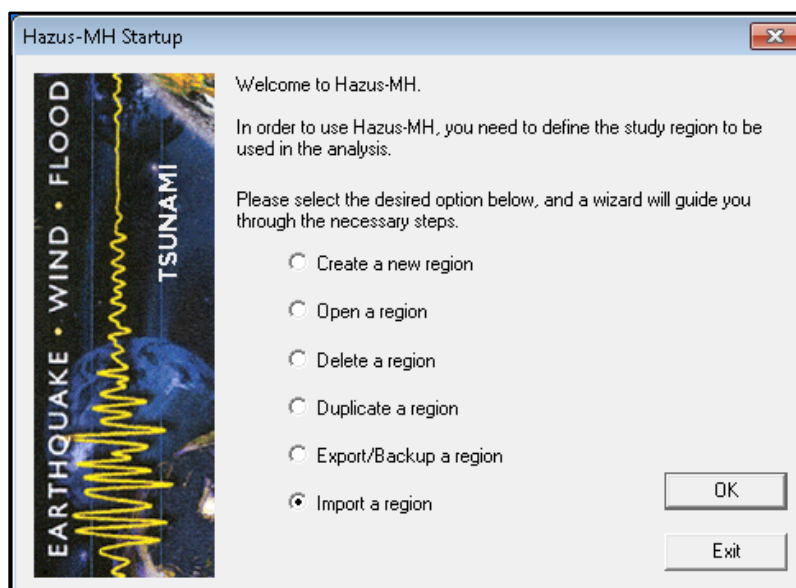 Hazus-MH Startup
EARTHQUAKE • WIND • FLOOD
TSUNAMI
Welcome to Hazus-MH.
In order to use Hazus-MH, you need to define the study region to be
used in the analysis.
Please select the desired option below, and a wizard will guide you
through the necessary steps.
Create a new region
Open a region
Delete a region
Duplicate a region
Export/Backup a region
Import a region
OK
Exit